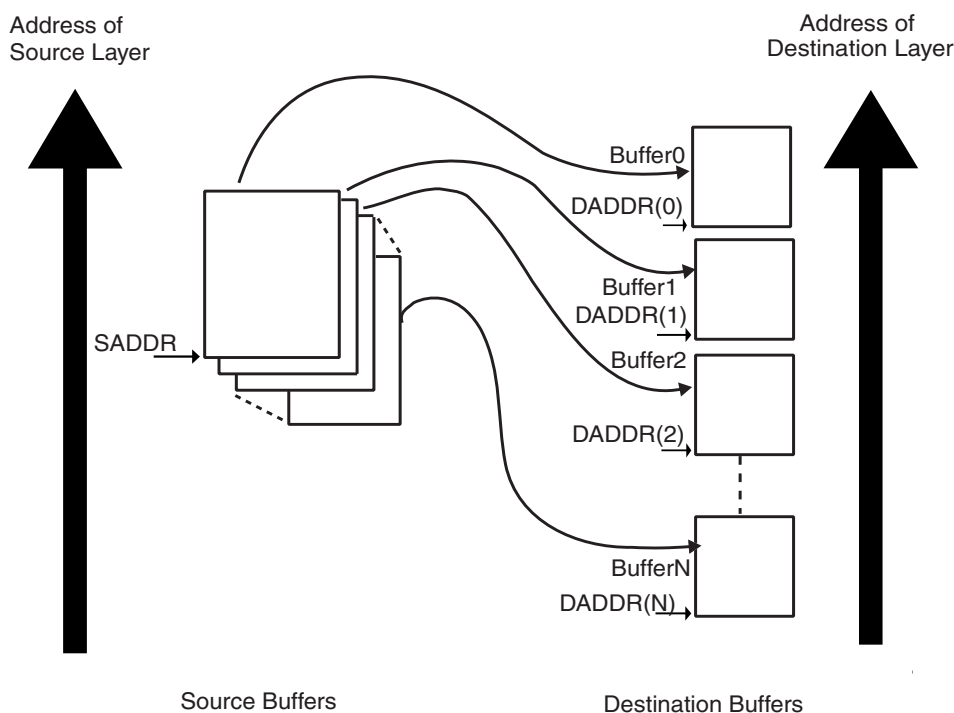 Address of
Source Layer
Address of
Destination Layer
Buffer0
DADDR(0)
Buffer1
DADDR(1)
SADDR
Buffer2
DADDR(2)
BufferN
DADDR(N)
Source Buffers
Destination Buffers